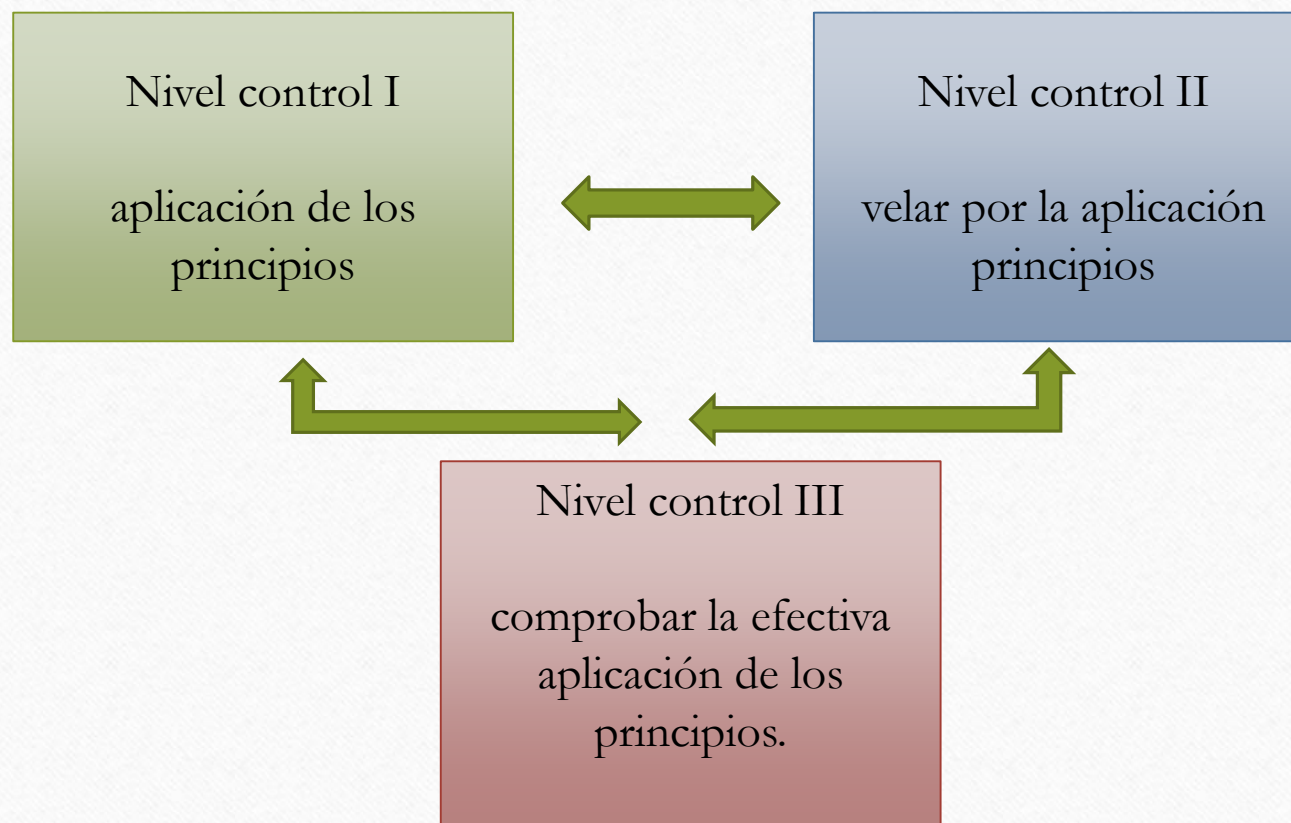 Nivel control I
aplicación de los
principios
Nivel control II
velar por la aplicación
principios
Nivel control III
comprobar la efectiva
aplicación de los
principios.